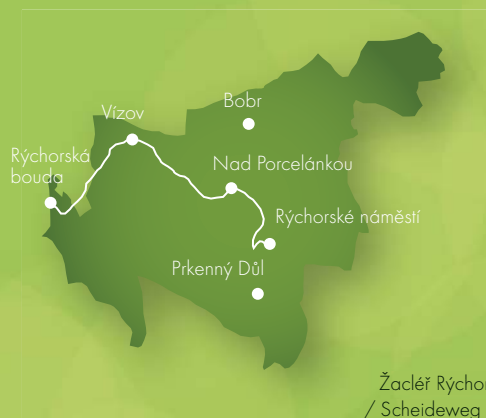 Bobr
Vízov
Rýchorská
bouda
Nad Porcelánkou
Rýchorské náměstí
Prkenný Důl
Žacléř Rýchor
/ Scheideweg